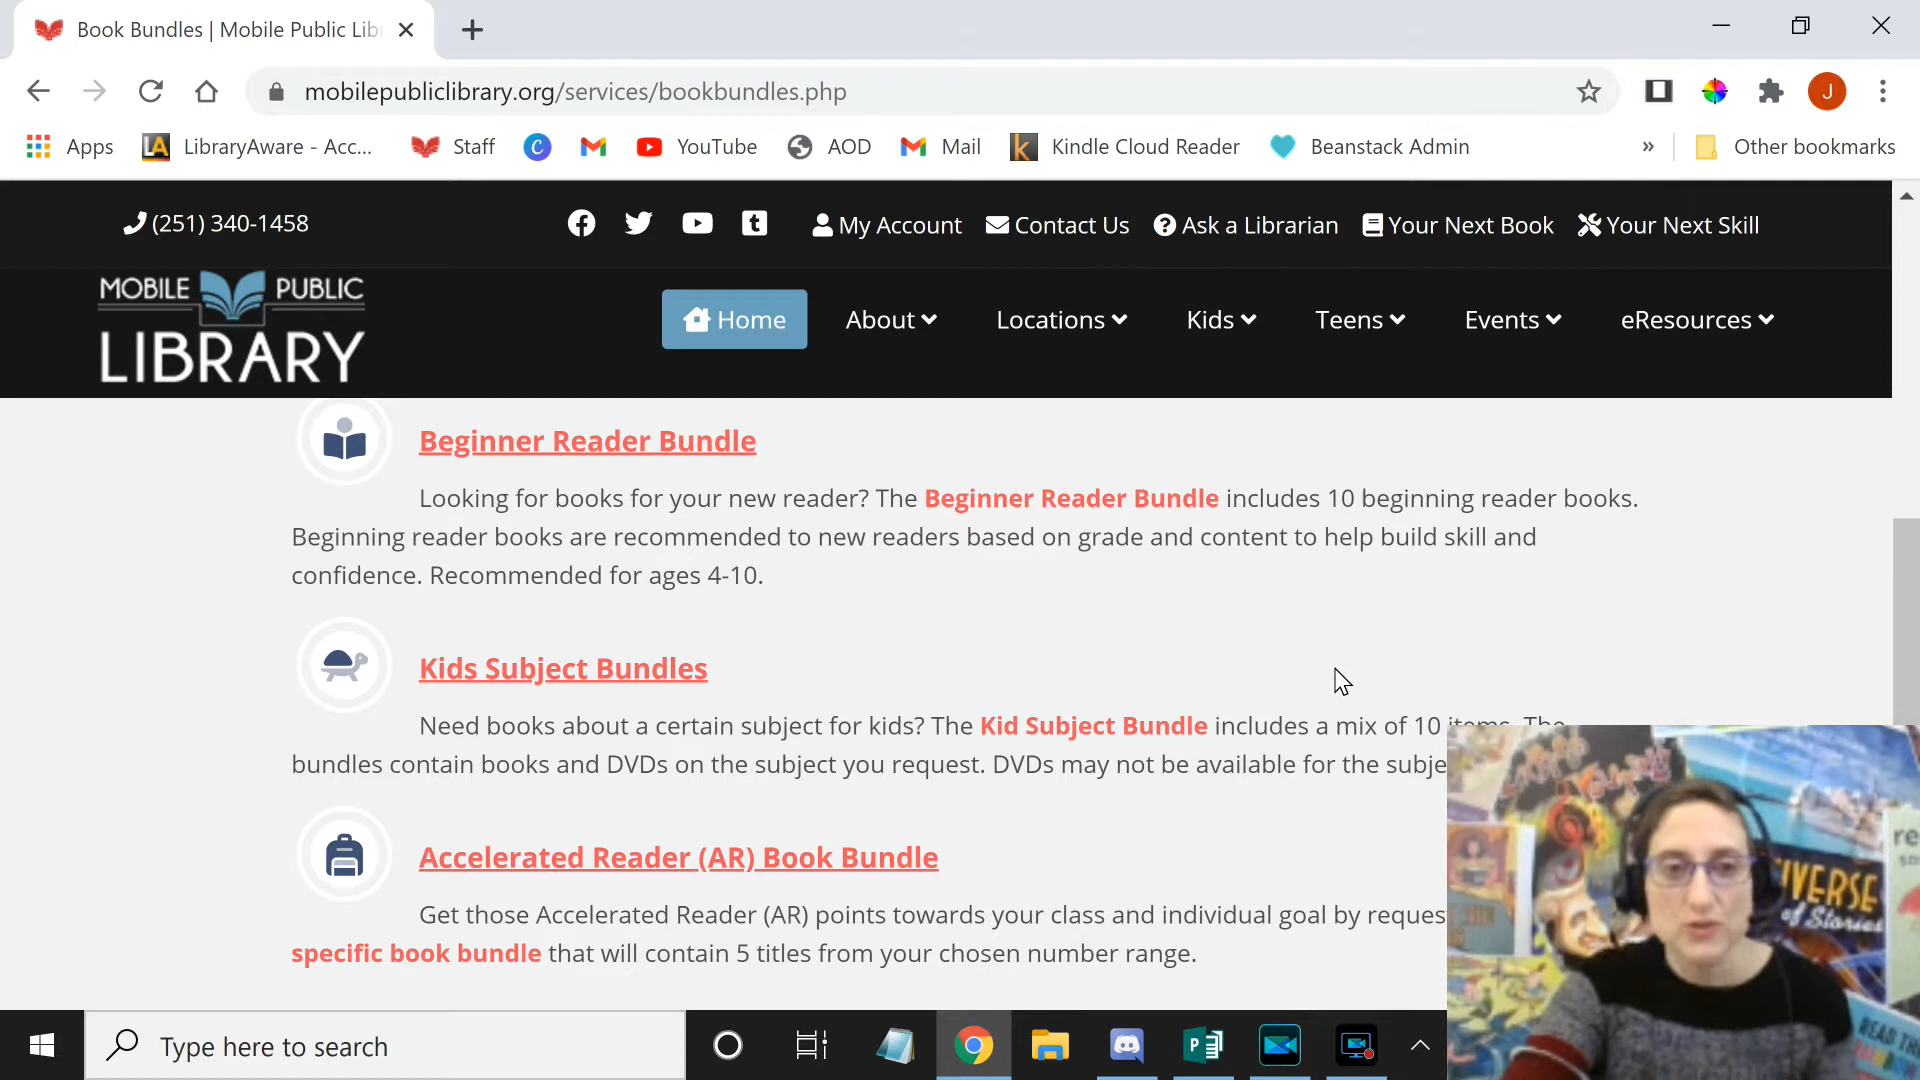 Book Bundles | Mobile Public Lib
mobilepubliclibrary.org/services/bookbundles.php
J
Apps
LA
LibraryAware - Acc...
Staff
C
YouTube
AOD
Mail
k
Kindle Cloud Reader
Beanstack Admin
»
Other bookmarks
(251) 340-1458
t
My Account
Contact Us
Ask a Librarian
Your Next Book
Your Next Skill
MOBILE PUBLIC
LIBRARY
Home
About
Locations
Kids
Teens
Events
eResources
Beginner Reader Bundle
Looking for books for your new reader? The Beginner Reader Bundle includes 10 beginning reader books.
Beginning reader books are recommended to new readers based on grade and content to help build skill and
confidence. Recommended for ages 4-10.
Kids Subject Bundles
Need books about a certain subject for kids? The Kid Subject Bundle includes a mix of 10 items. The
bundles contain books and DVDs on the subject you request. DVDs may not be available for the subje
Accelerated Reader (AR) Book Bundle
Get those Accelerated Reader (AR) points towards your class and individual goal by reques
specific book bundle that will contain 5 titles from your chosen number range.
IVERSE
of Stories
re
READ TH
Type here to search
P